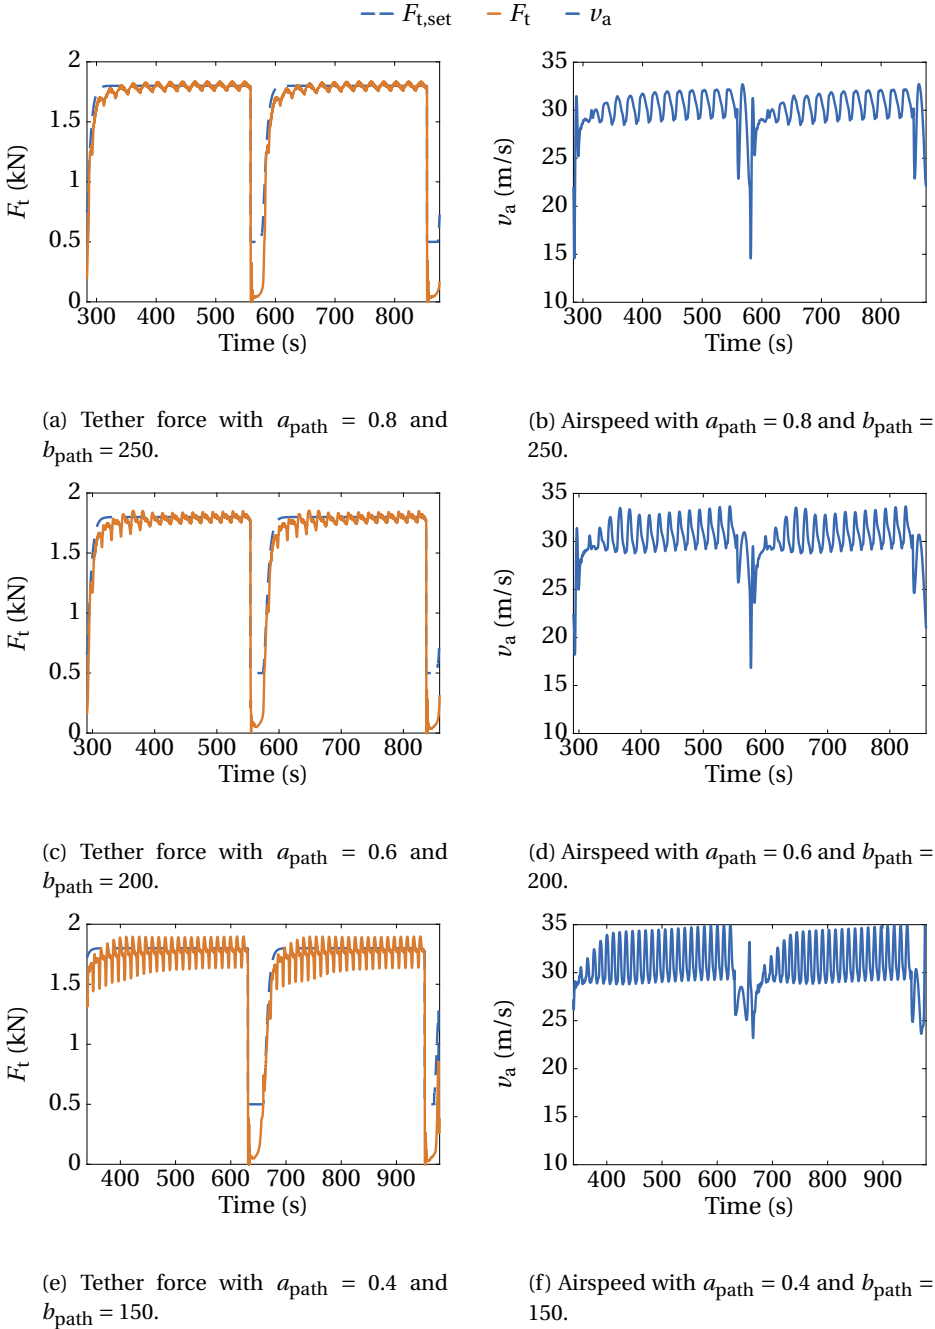 F_t,set F_t v_a
2
1.5
1
0.5
0
F_t (kN)
300 400 500 600 700 800
Time (s)
35
30
25
20
15
10
v_a (m/s)
300 400 500 600 700 800
Time (s)
(a) Tether force with a_path = 0.8 and
b_path = 250.
(b) Airspeed with a_path = 0.8 and b_path =
250.
2
1.5
1
0.5
0
F_t (kN)
300 400 500 600 700 800
Time (s)
35
30
25
20
15
10
v_a (m/s)
300 400 500 600 700 800
Time (s)
(c) Tether force with a_path = 0.6 and
b_path = 200.
(d) Airspeed with a_path = 0.6 and b_path =
200.
2
1.5
1
0.5
0
F_t (kN)
400 500 600 700 800 900
Time (s)
35
30
25
20
15
10
v_a (m/s)
400 500 600 700 800 900
Time (s)
(e) Tether force with a_path = 0.4 and
b_path = 150.
(f) Airspeed with a_path = 0.4 and b_path =
150.